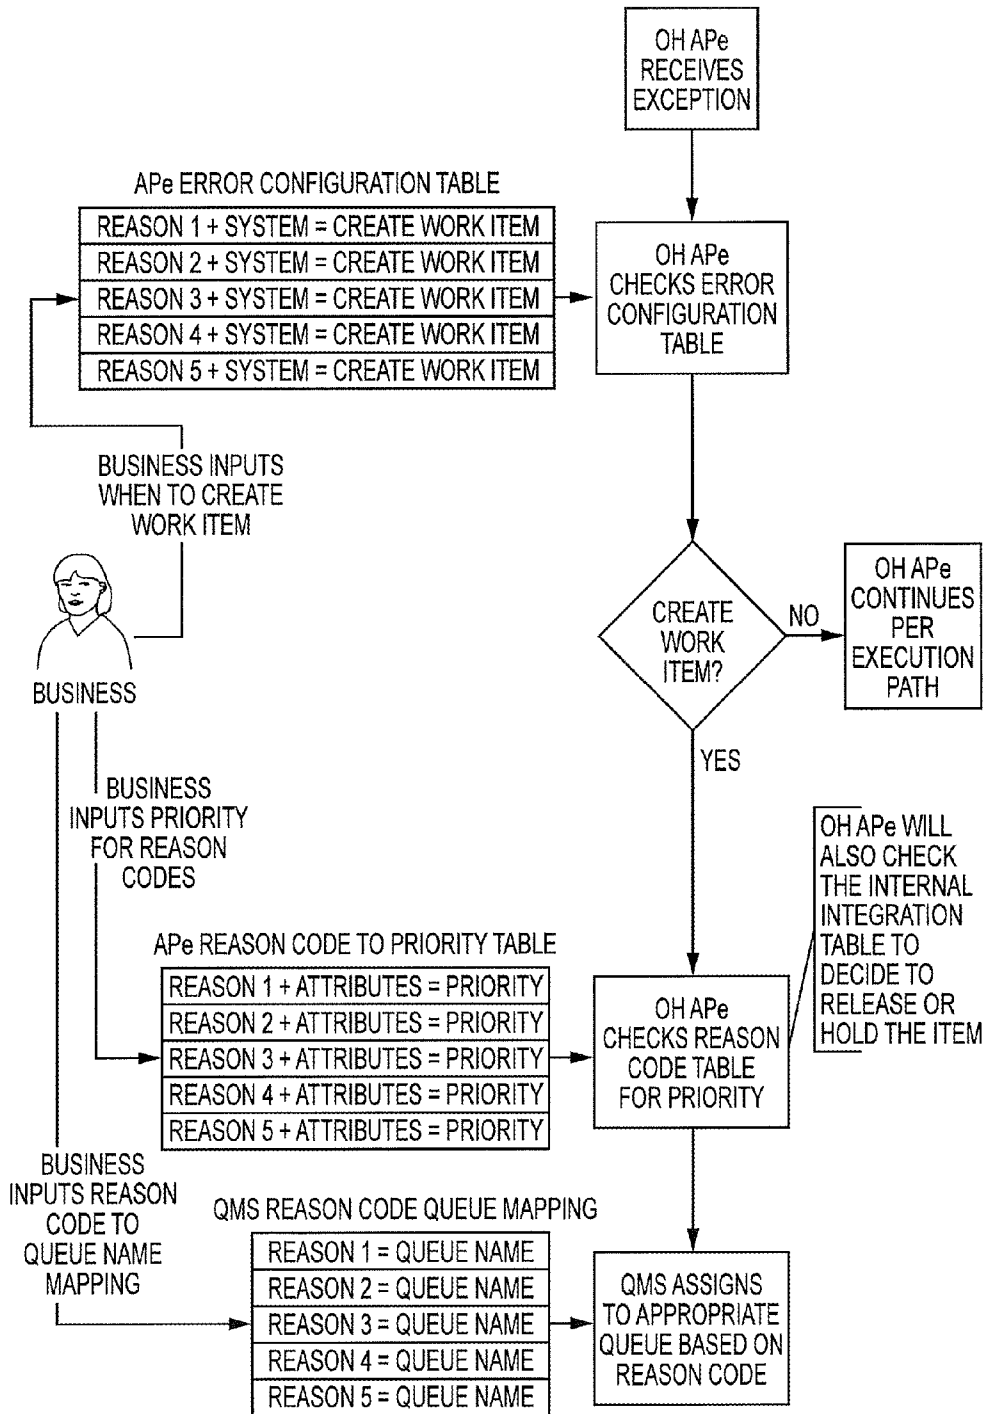 OH APe
RECEIVES
EXCEPTION
APe ERROR CONFIGURATION TABLE
REASON 1 + SYSTEM = CREATE WORK ITEM
REASON 2 + SYSTEM = CREATE WORK ITEM
REASON 3 + SYSTEM = CREATE WORK ITEM
REASON 4 + SYSTEM = CREATE WORK ITEM
REASON 5 + SYSTEM = CREATE WORK ITEM
OH APe
CHECKS ERROR
CONFIGURATION
TABLE
BUSINESS INPUTS
WHEN TO CREATE
WORK ITEM
BUSINESS
CREATE
WORK
ITEM?
NO
OH APe
CONTINUES
PER
EXECUTION
PATH
YES
BUSINESS
INPUTS PRIORITY
FOR REASON
CODES
OH APe WILL
ALSO CHECK
THE INTERNAL
INTEGRATION
TABLE TO
DECIDE TO
RELEASE OR
HOLD THE ITEM
APe REASON CODE TO PRIORITY TABLE
REASON 1 + ATTRIBUTES = PRIORITY
REASON 2 + ATTRIBUTES = PRIORITY
REASON 3 + ATTRIBUTES = PRIORITY
REASON 4 + ATTRIBUTES = PRIORITY
REASON 5 + ATTRIBUTES = PRIORITY
OH APe
CHECKS REASON
CODE TABLE
FOR PRIORITY
BUSINESS
INPUTS REASON
CODE TO
QUEUE NAME
MAPPING
QMS REASON CODE QUEUE MAPPING
REASON 1 = QUEUE NAME
REASON 2 = QUEUE NAME
REASON 3 = QUEUE NAME
REASON 4 = QUEUE NAME
REASON 5 = QUEUE NAME
QMS ASSIGNS
TO APPROPRIATE
QUEUE BASED ON
REASON CODE